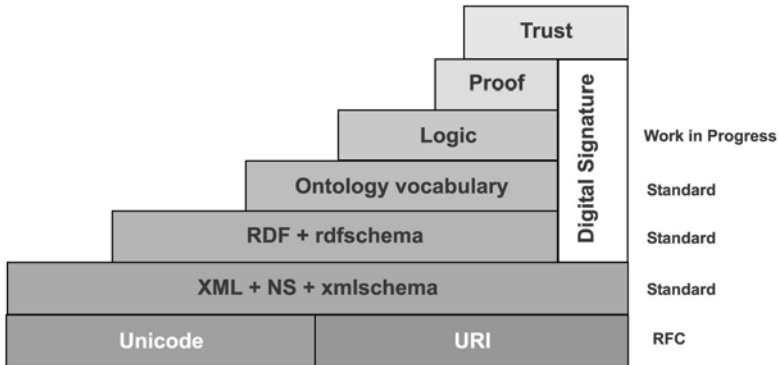 Trust
Proof
Digital Signature
Logic
Work in Progress
Ontology vocabulary
Standard
RDF + rdfschema
Standard
XML + NS + xmlschema
Standard
Unicode
URI
RFC